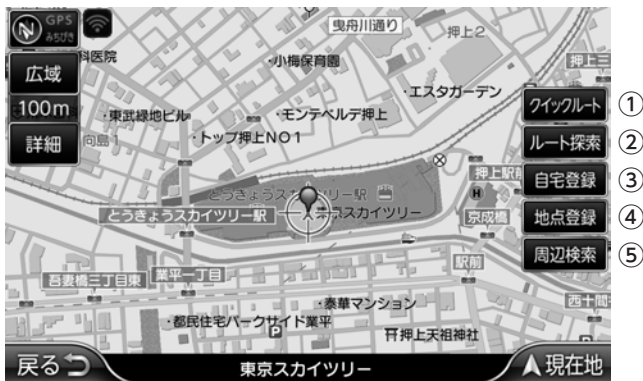 GPS
みちびき
曳舟川通り
押上2
科医院
・小梅保育園
押上三
広域
・エスタガーデン
クイックルート
①
100m
・東武緑地ビル
・モンテベルデ押上
ルート探索
②
詳細
向島1
・トップ押上NO1
押上駅前
自宅登録
③
とうきょうスカイツリー駅
とうきょうスカイツリー駅
東京スカイツリー
京成橋
地点登録
④
駅前
周辺検索
⑤
吾妻橋三丁目東
業平一丁目
・泰華マンション
西十間
・都民住宅パークサイド業平
押上天祖神社
戻る
東京スカイツリー
現在地